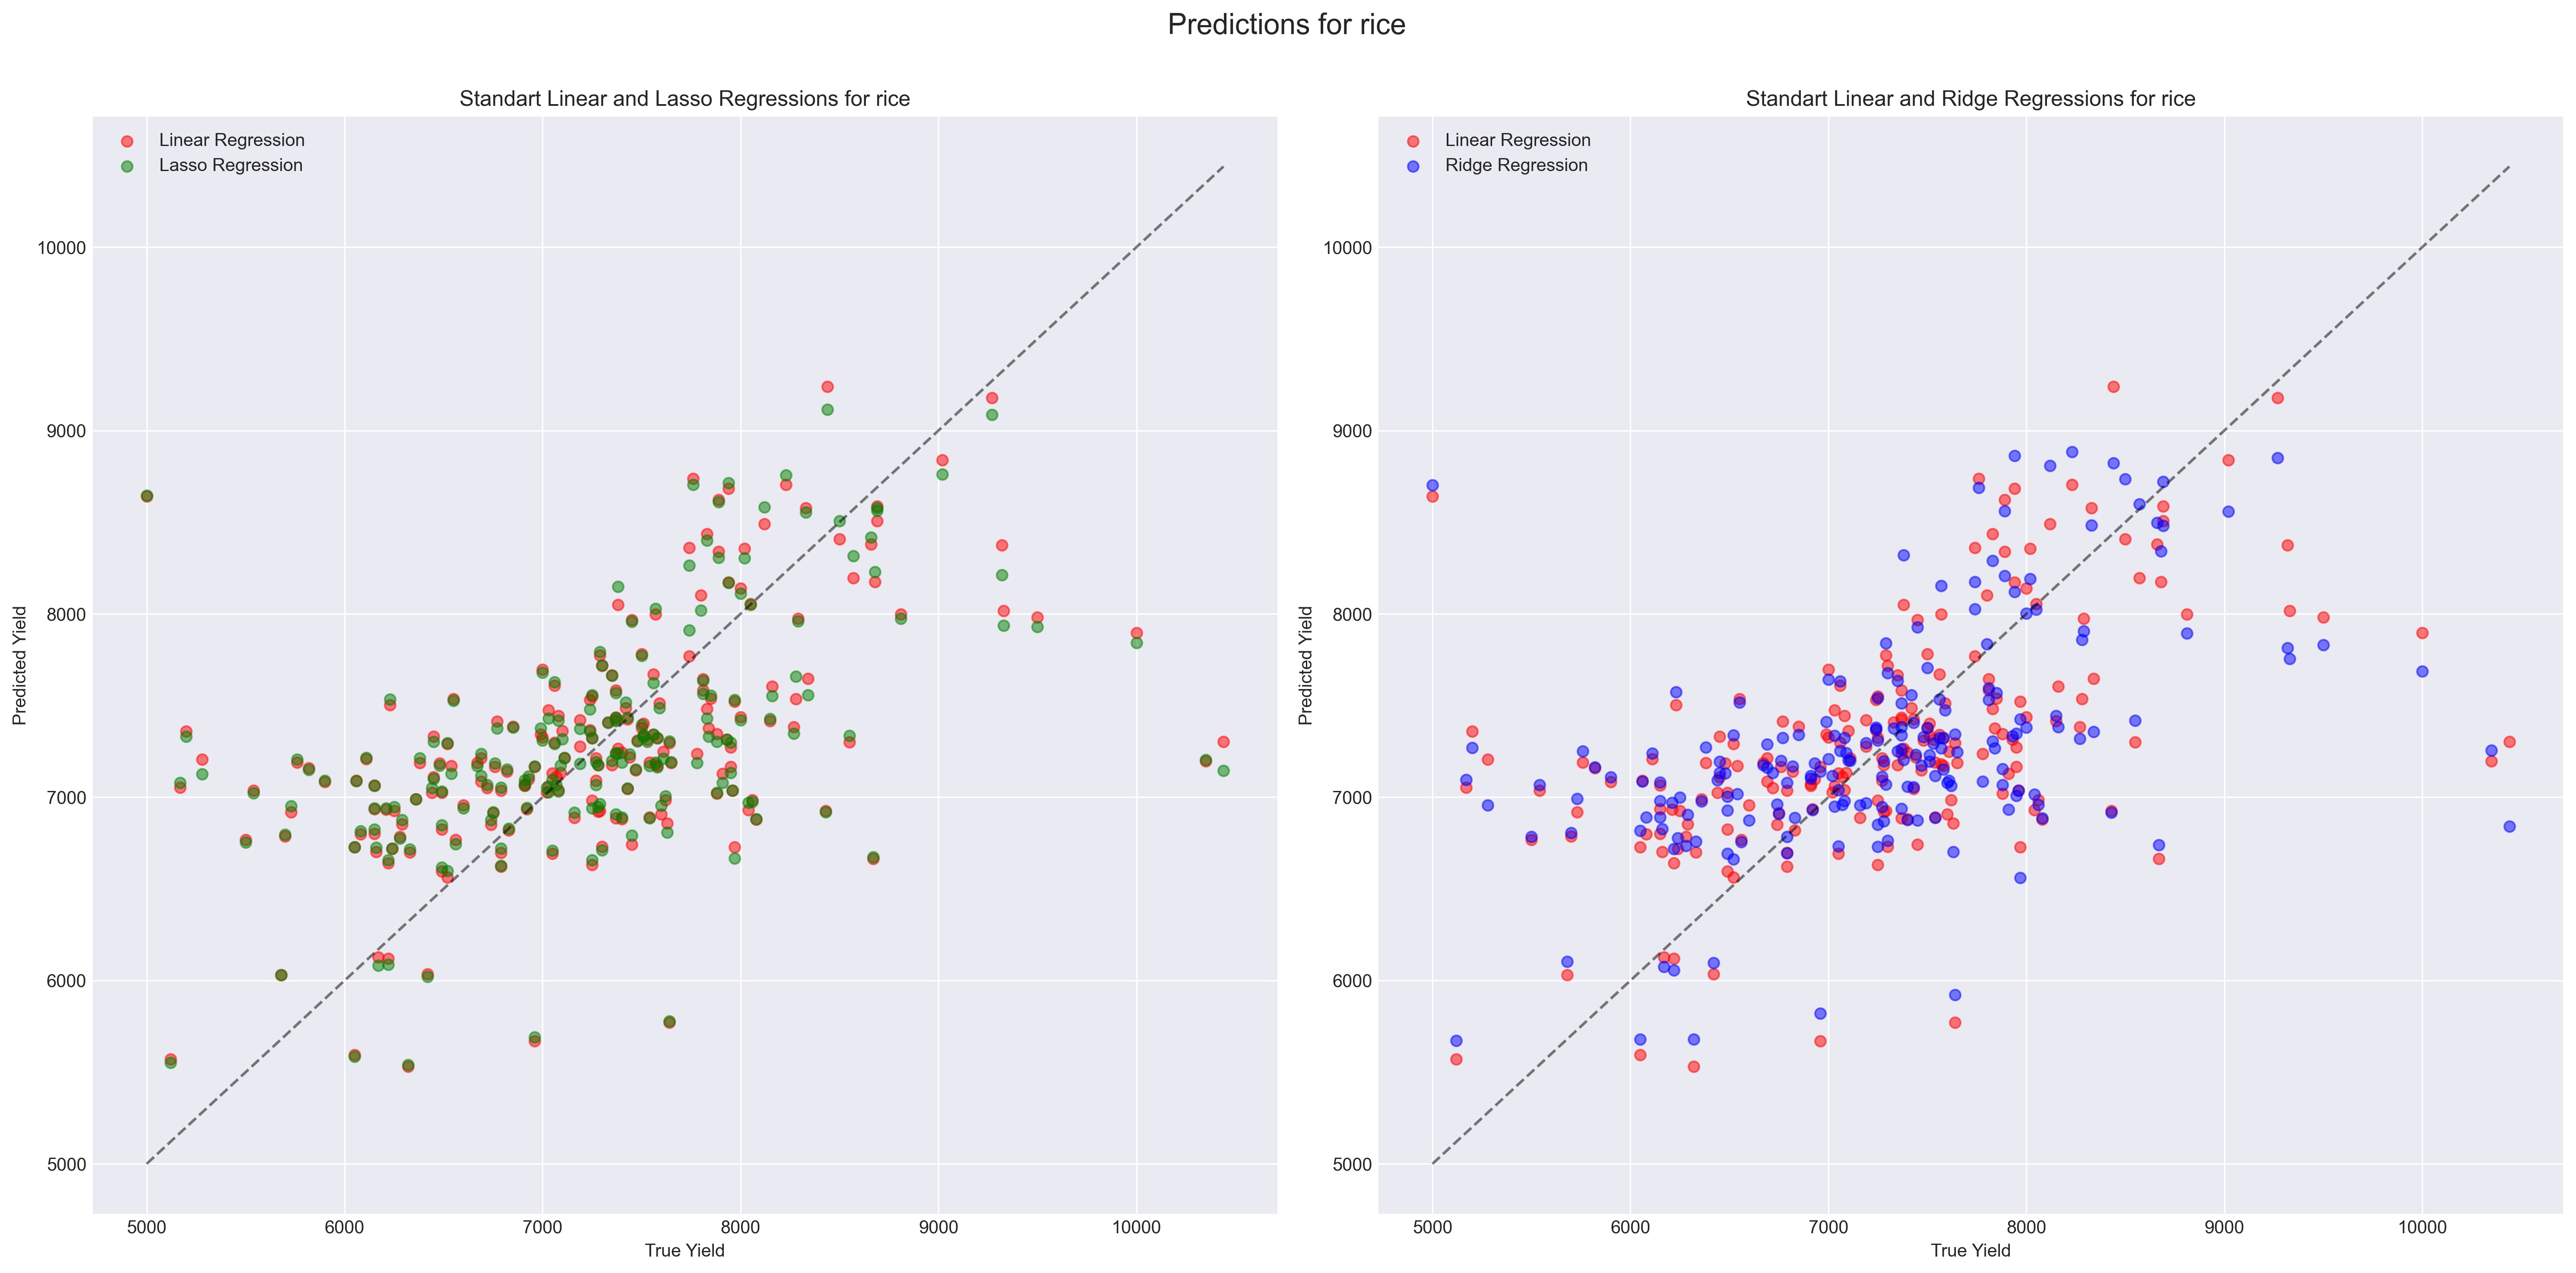 Predictions for rice
Standart Linear and Lasso Regressions for rice
Linear Regression
Lasso Regression
10000
9000
8000
7000
6000
5000
Predicted Yield
5000 6000 7000 8000 9000 10000
True Yield
Standart Linear and Ridge Regressions for rice
Linear Regression
Ridge Regression
10000
9000
8000
7000
6000
5000
Predicted Yield
5000 6000 7000 8000 9000 10000
True Yield